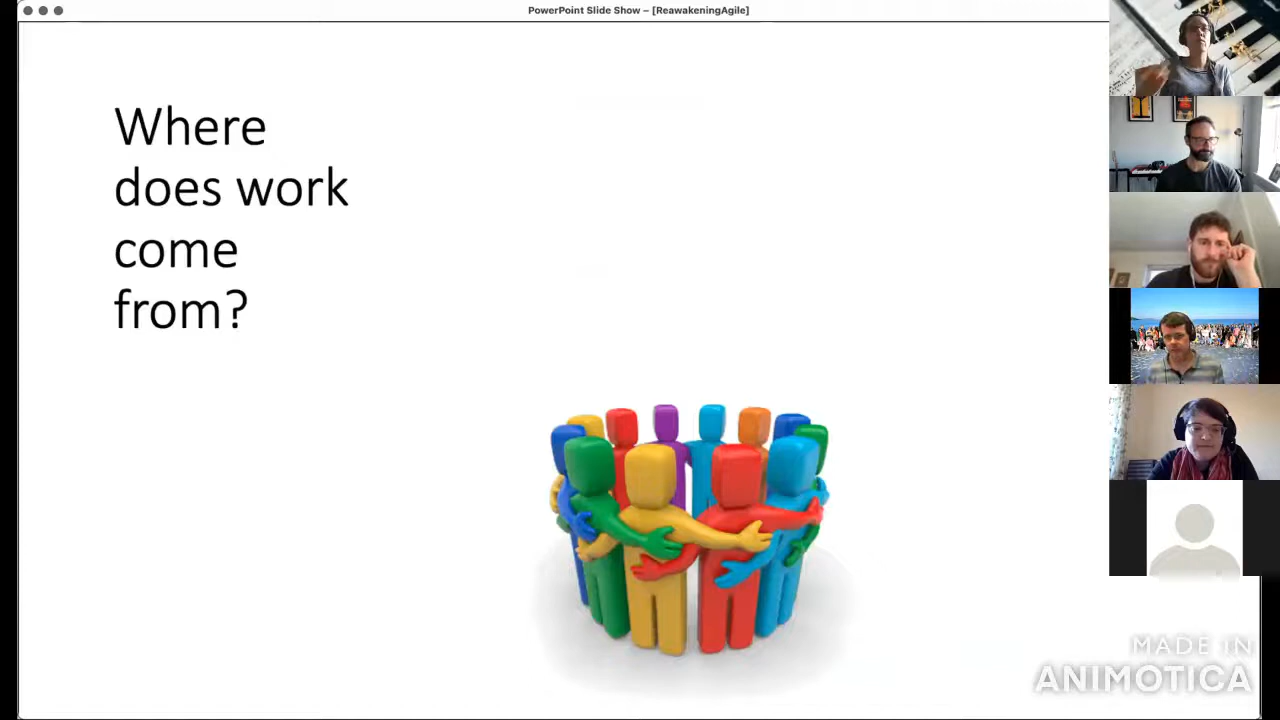 PowerPoint Slide Show – [ReawakeningAgile]
Where
does work
come
from?
MADE IN
ANIMOTICA